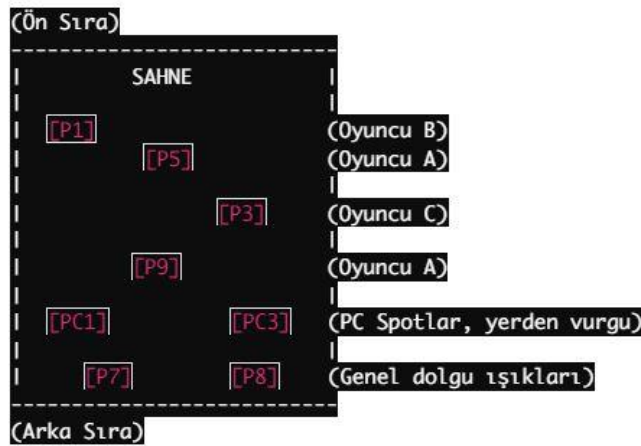 (Ön Sıra)
---------------------------
| SAHNE |
| |
| [P1] | (Oyuncu B)
| [P5] | (Oyuncu A)
| |
| [P3] | (Oyuncu C)
| |
| [P9] | (Oyuncu A)
| |
| [PC1] [PC3] | (PC Spotlar, yerden vurgu)
| |
| [P7] [P8] | (Genel dolgu ışıkları)
---------------------------
(Arka Sıra)